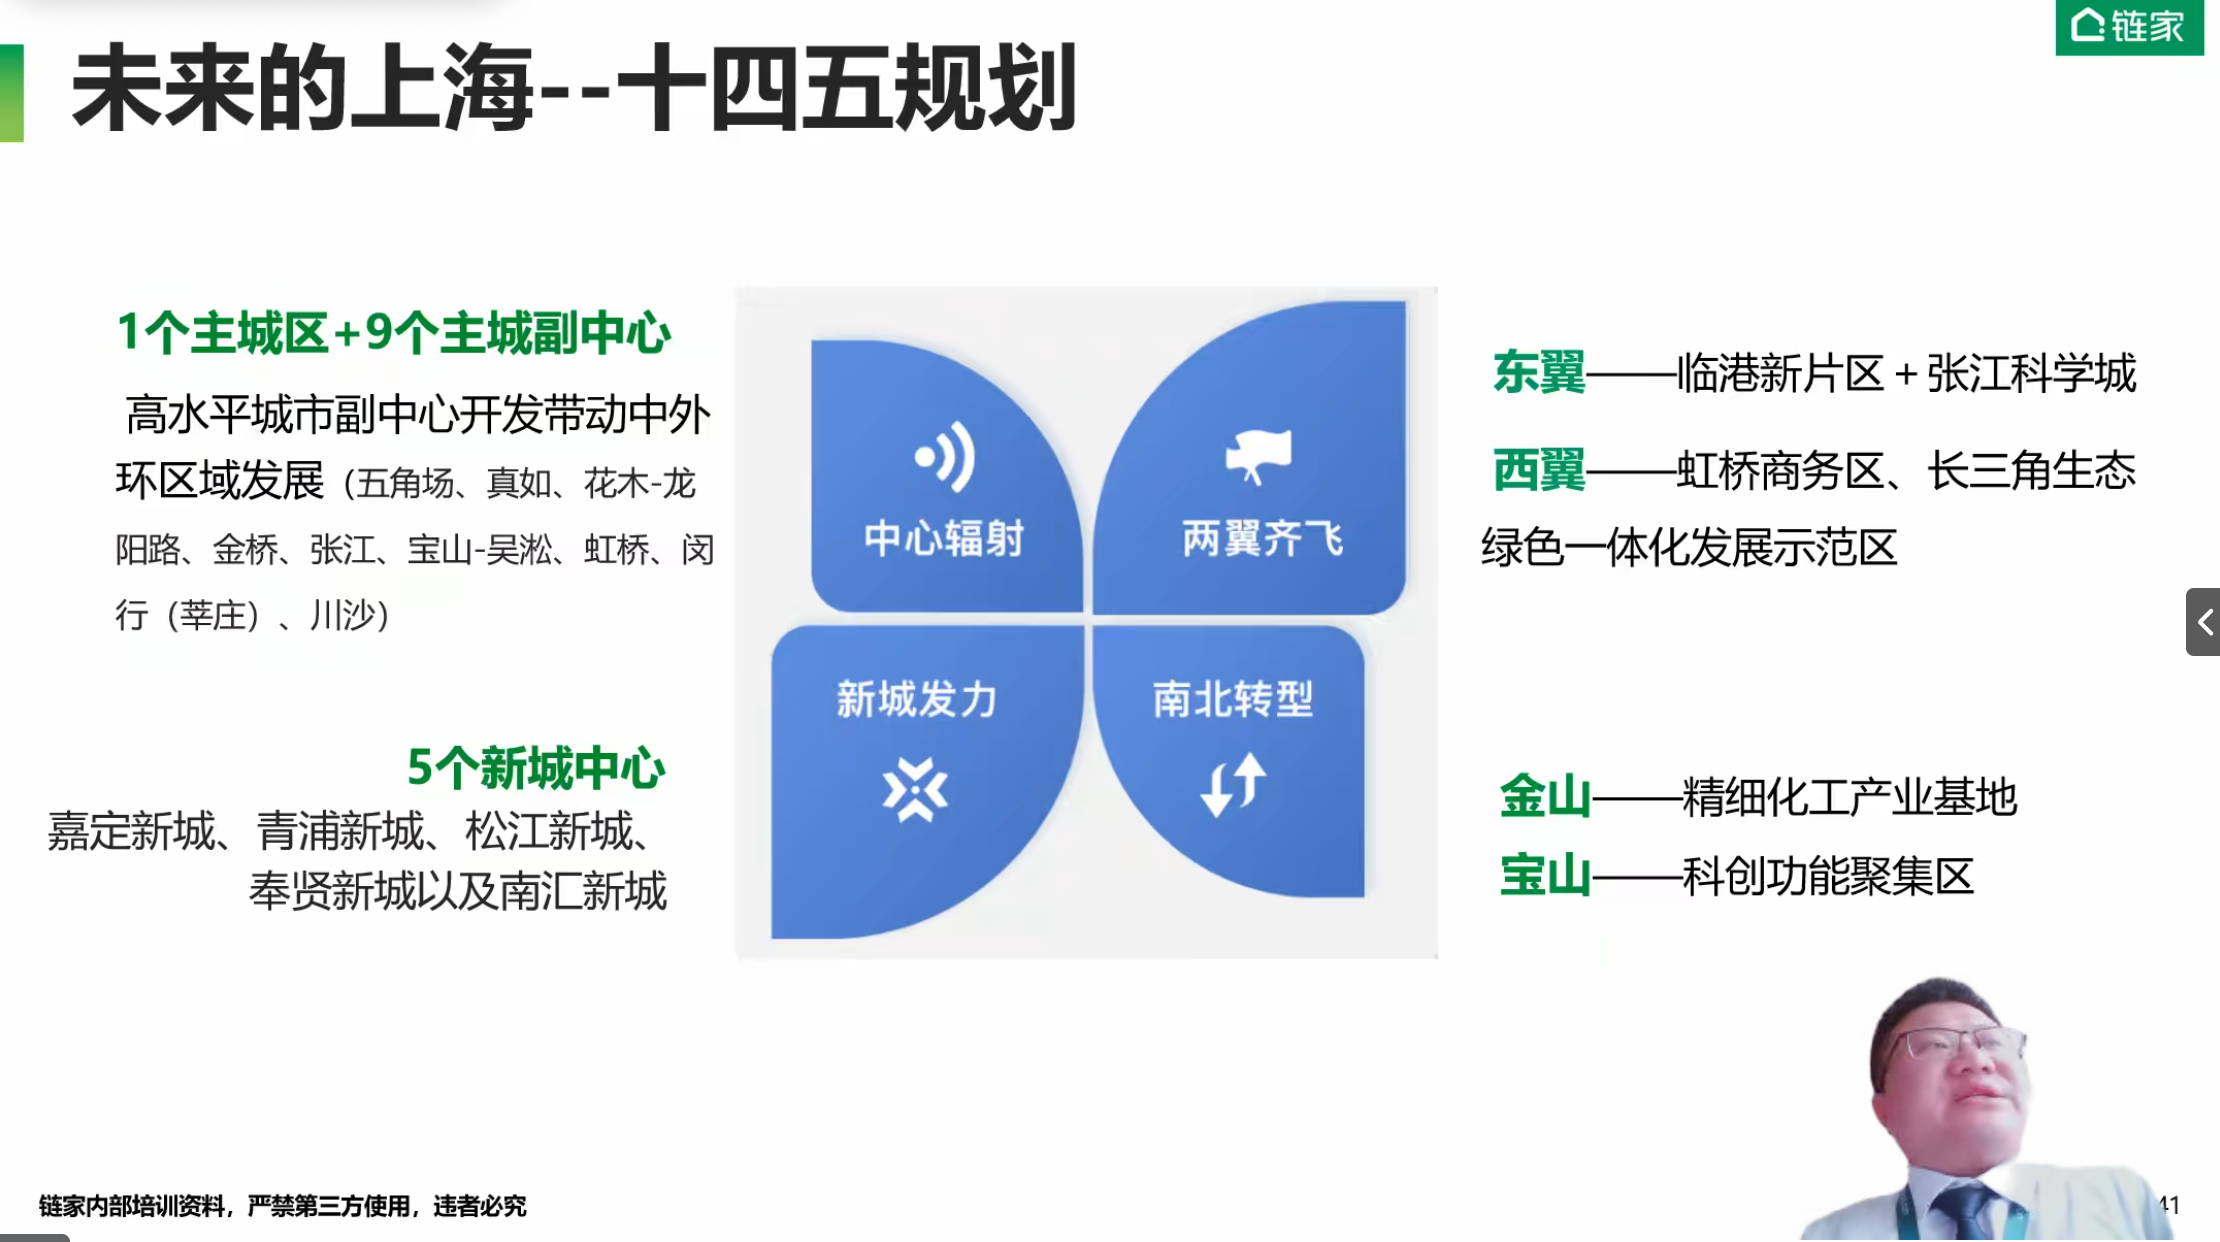 链家
未来的上海--十四五规划
1个主城区+9个主城副中心
高水平城市副中心开发带动中外
环区域发展（五角场、真如、花木-龙
阳路、金桥、张江、宝山-吴淞、虹桥、闵
行（莘庄）、川沙）
5个新城中心
嘉定新城、青浦新城、松江新城、
奉贤新城以及南汇新城
中心辐射
两翼齐飞
新城发力
南北转型
东翼——临港新片区+张江科学城
西翼——虹桥商务区、长三角生态
绿色一体化发展示范区
金山——精细化工产业基地
宝山——科创功能聚集区
链家内部培训资料，严禁第三方使用，违者必究
41